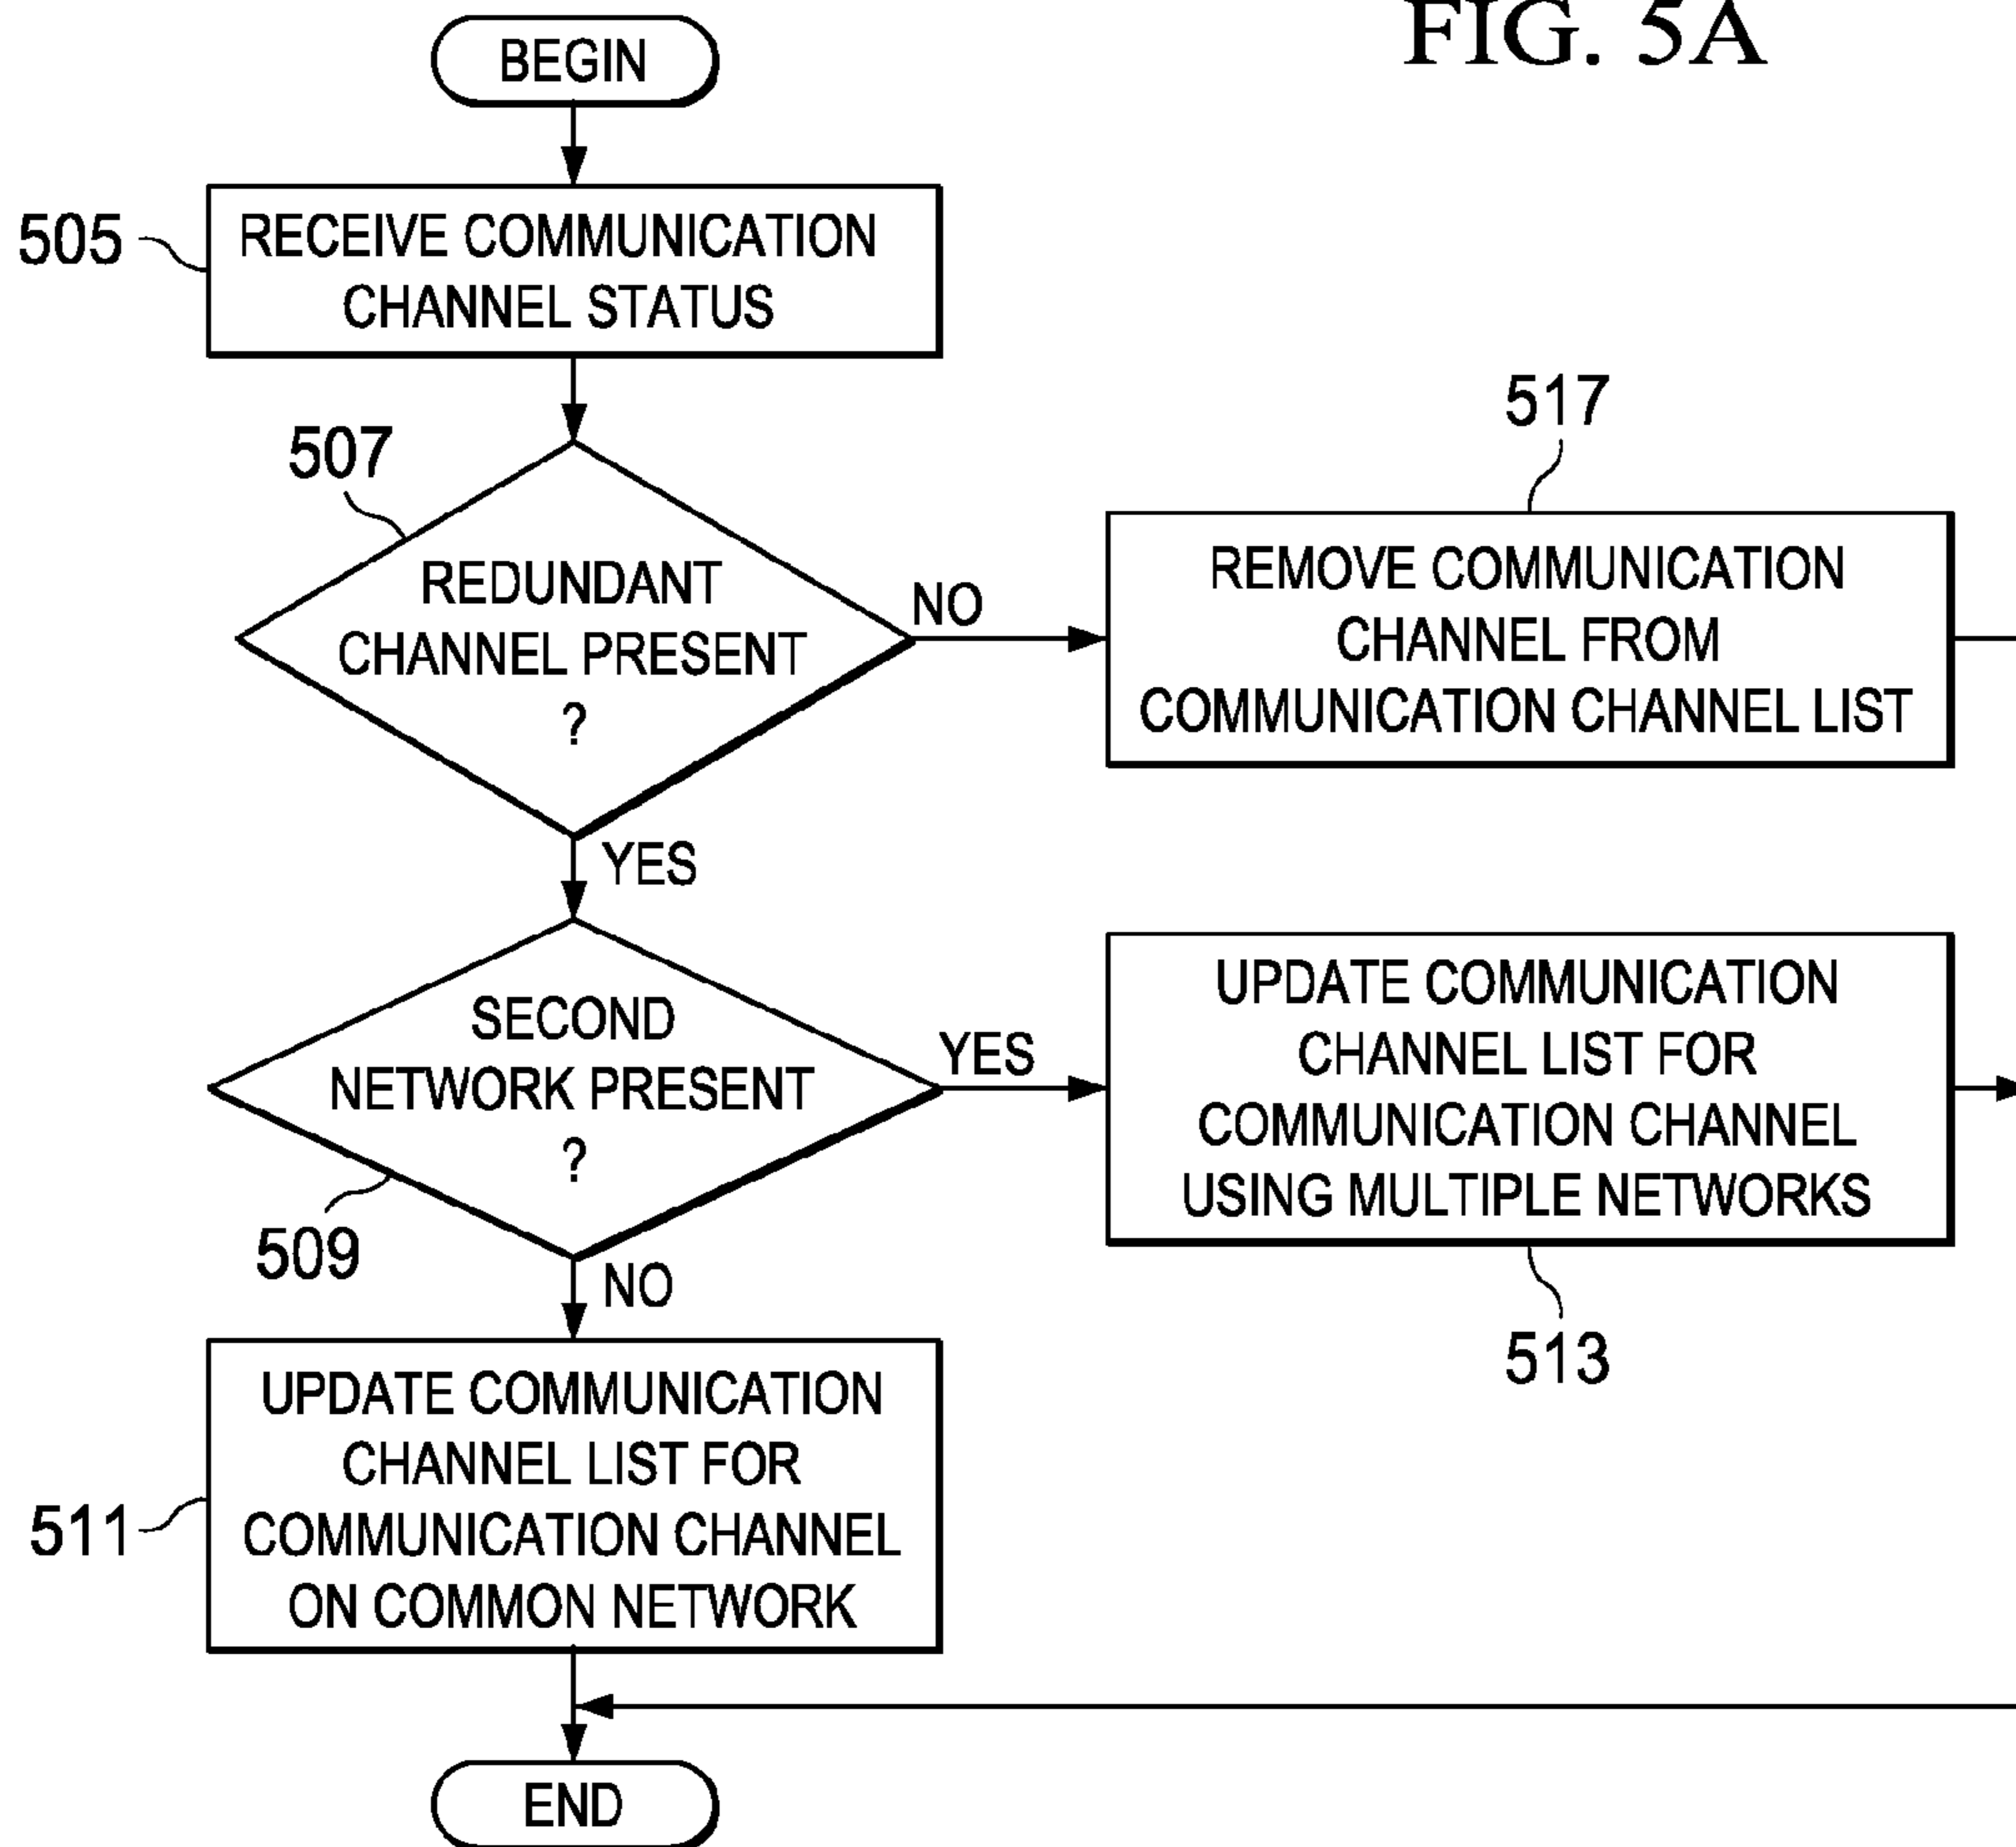 FIG. 5A
BEGIN
505
RECEIVE COMMUNICATION
CHANNEL STATUS
507
REDUNDANT
CHANNEL PRESENT
?
NO
517
REMOVE COMMUNICATION
CHANNEL FROM
COMMUNICATION CHANNEL LIST
YES
SECOND
NETWORK PRESENT
?
509
YES
UPDATE COMMUNICATION
CHANNEL LIST FOR
COMMUNICATION CHANNEL
USING MULTIPLE NETWORKS
513
NO
511
UPDATE COMMUNICATION
CHANNEL LIST FOR
COMMUNICATION CHANNEL
ON COMMON NETWORK
END